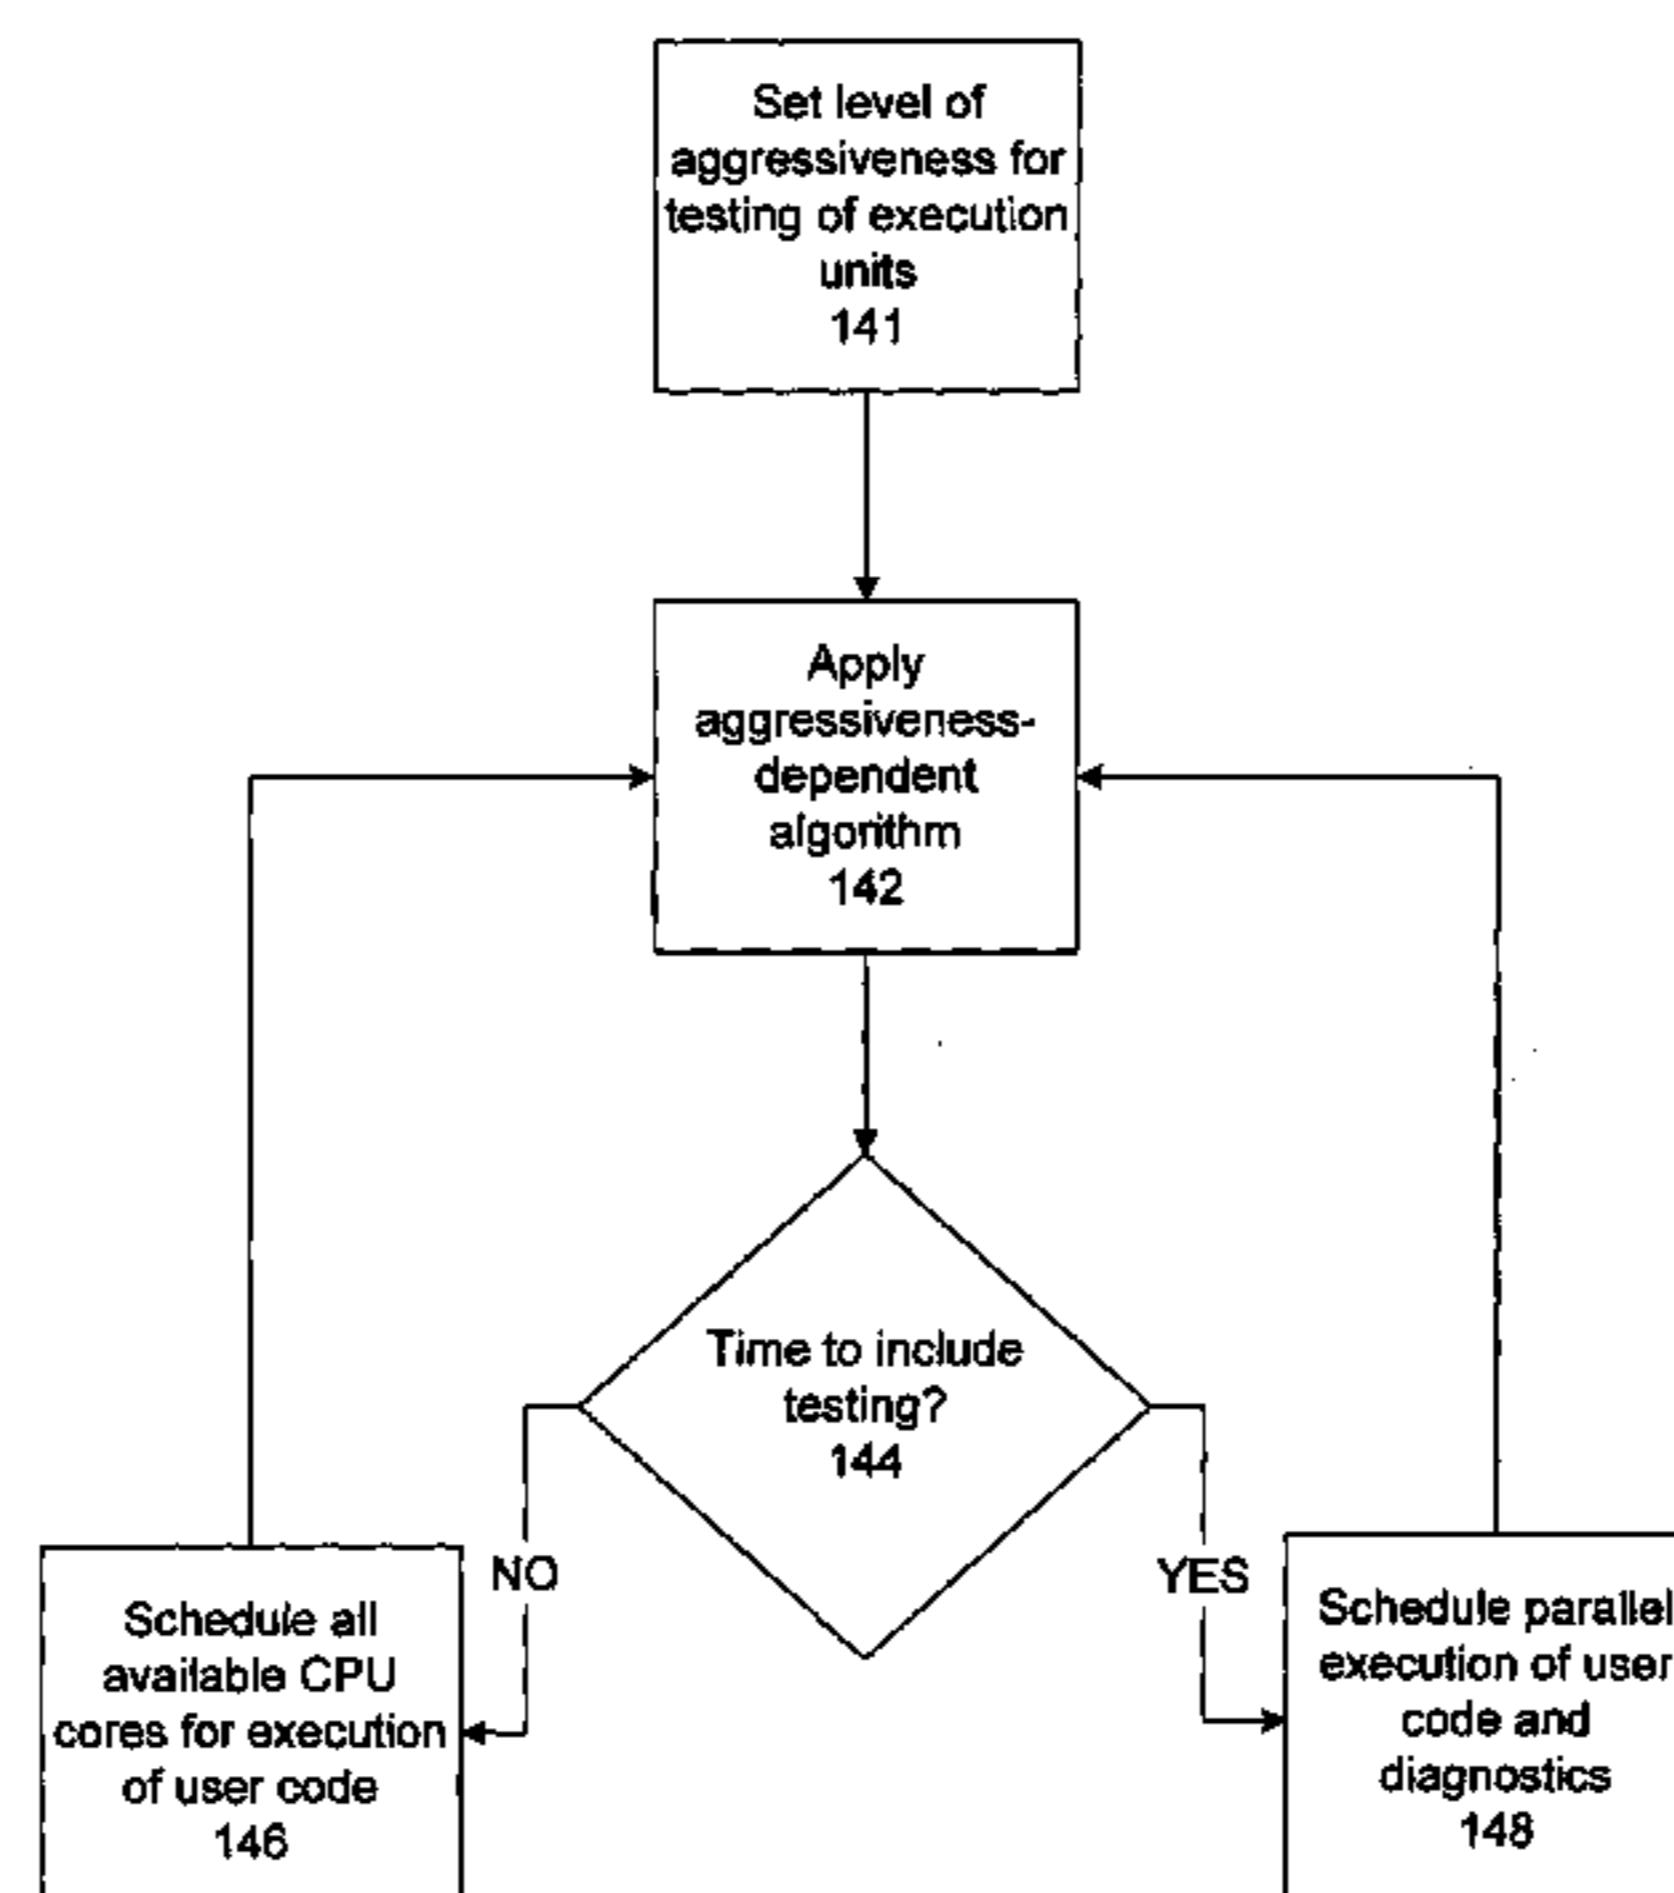 Set level of
aggressiveness for
testing of execution
units
141
Apply
aggressiveness-
dependent
algorithm
142
Time to include
testing?
144
NO
YES
Schedule all
available CPU
cores for execution
of user code
146
Schedule parallel
execution of user
code and
diagnostics
148